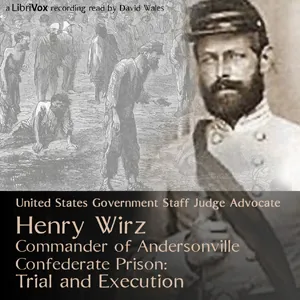 a LibriVox recording read by David Wales
United States Government Staff Judge Advocate
Henry Wirz
Commander of Andersonville
Confederate Prison:
Trial and Execution